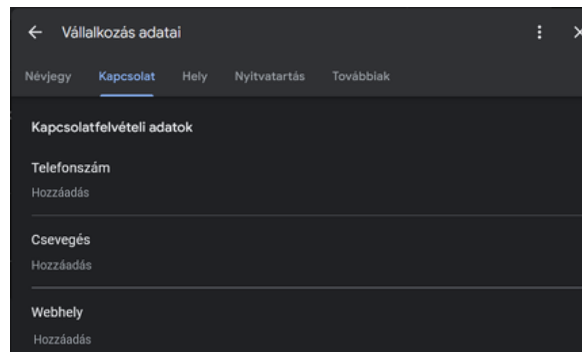 Vállalkozás adatai
Névjegy Kapcsolat Hely Nyitvatartás Továbbiak
Kapcsolatfelvételi adatok
Telefonszám
Hozzáadás
Csevegés
Hozzáadás
Webhely
Hozzáadás